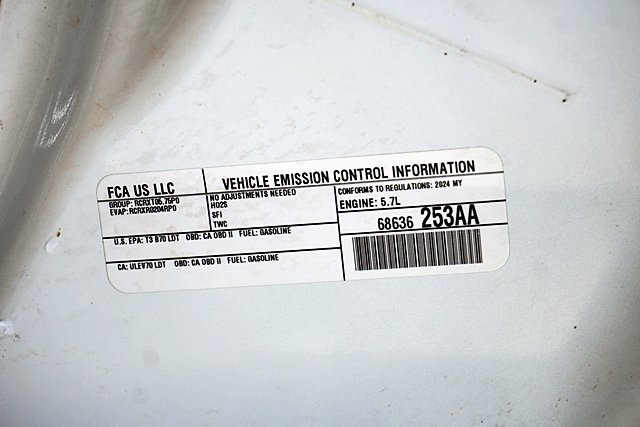 FCA US LLC
VEHICLE EMISSION CONTROL INFORMATION
GROUP: RCRXT05.75P0
EVAP: RCRXR0204RP0
NO ADJUSTMENTS NEEDED
HO2S
SFI
TWC
CONFORMS TO REGULATIONS: 2024 MY
ENGINE: 5.7L
68636 253AA
U.S. EPA: T3 B70 LDT OBD: CA OBD II FUEL: GASOLINE
CA: ULEV70 LDT OBD: CA OBD II FUEL: GASOLINE